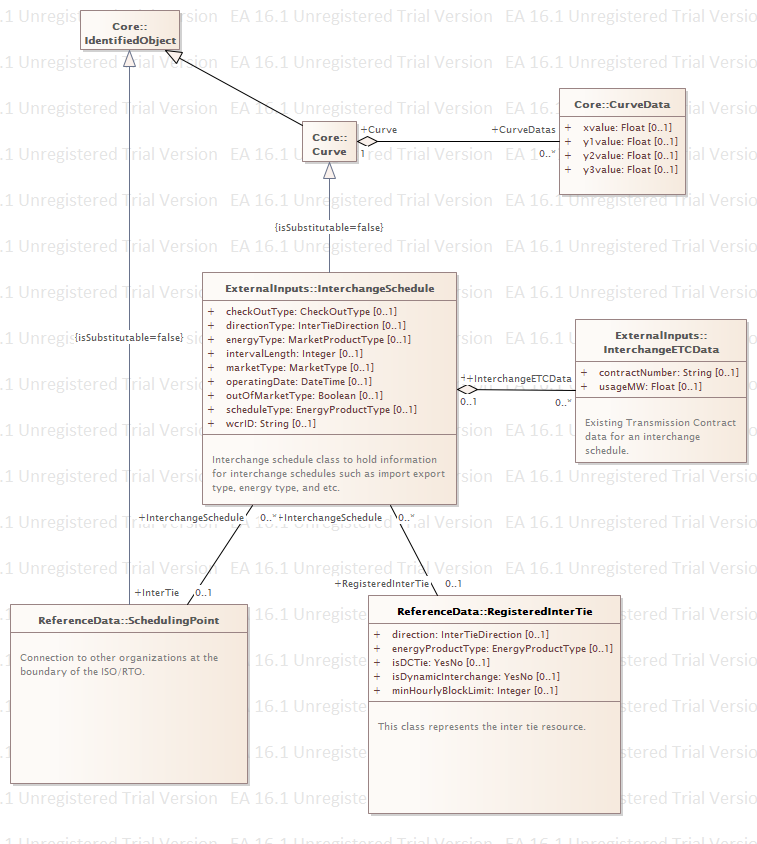 Core::
IdentifiedObject
Core::
Curve
+Curve
1
+CurveDatas
0..*
Core::CurveData
+ xvalue: Float [0..1]
+ y1value: Float [0..1]
+ y2value: Float [0..1]
+ y3value: Float [0..1]
{isSubstitutable=false}
ExternalInputs::InterchangeSchedule
+ checkOutType: CheckOutType [0..1]
+ directionType: InterTieDirection [0..1]
+ energyType: MarketProductType [0..1]
+ intervalLength: Integer [0..1]
+ marketType: MarketType [0..1]
+ operatingDate: DateTime [0..1]
+ outOfMarketType: Boolean [0..1]
+ scheduleType: EnergyProductType [0..1]
+ wcrID: String [0..1]
Interchange schedule class to hold information
for interchange schedules such as import export
type, energy type, and etc.
{isSubstitutable=false}
+InterchangeETCData
0..1
0..*
ExternalInputs::
InterchangeETCData
+ contractNumber: String [0..1]
+ usageMW: Float [0..1]
Existing Transmission Contract
data for an interchange
schedule.
+InterchangeSchedule 0..*
+InterchangeSchedule 0..*
+InterTie 0..1
+RegisteredInterTie 0..1
ReferenceData::SchedulingPoint
Connection to other organizations at the
boundary of the ISO/RTO.
ReferenceData::RegisteredInterTie
+ direction: InterTieDirection [0..1]
+ energyProductType: EnergyProductType [0..1]
+ isDCTie: YesNo [0..1]
+ isDynamicInterchange: YesNo [0..1]
+ minHourlyBlockLimit: Integer [0..1]
This class represents the inter tie resource.
EA 16.1 Unregistered Trial Version